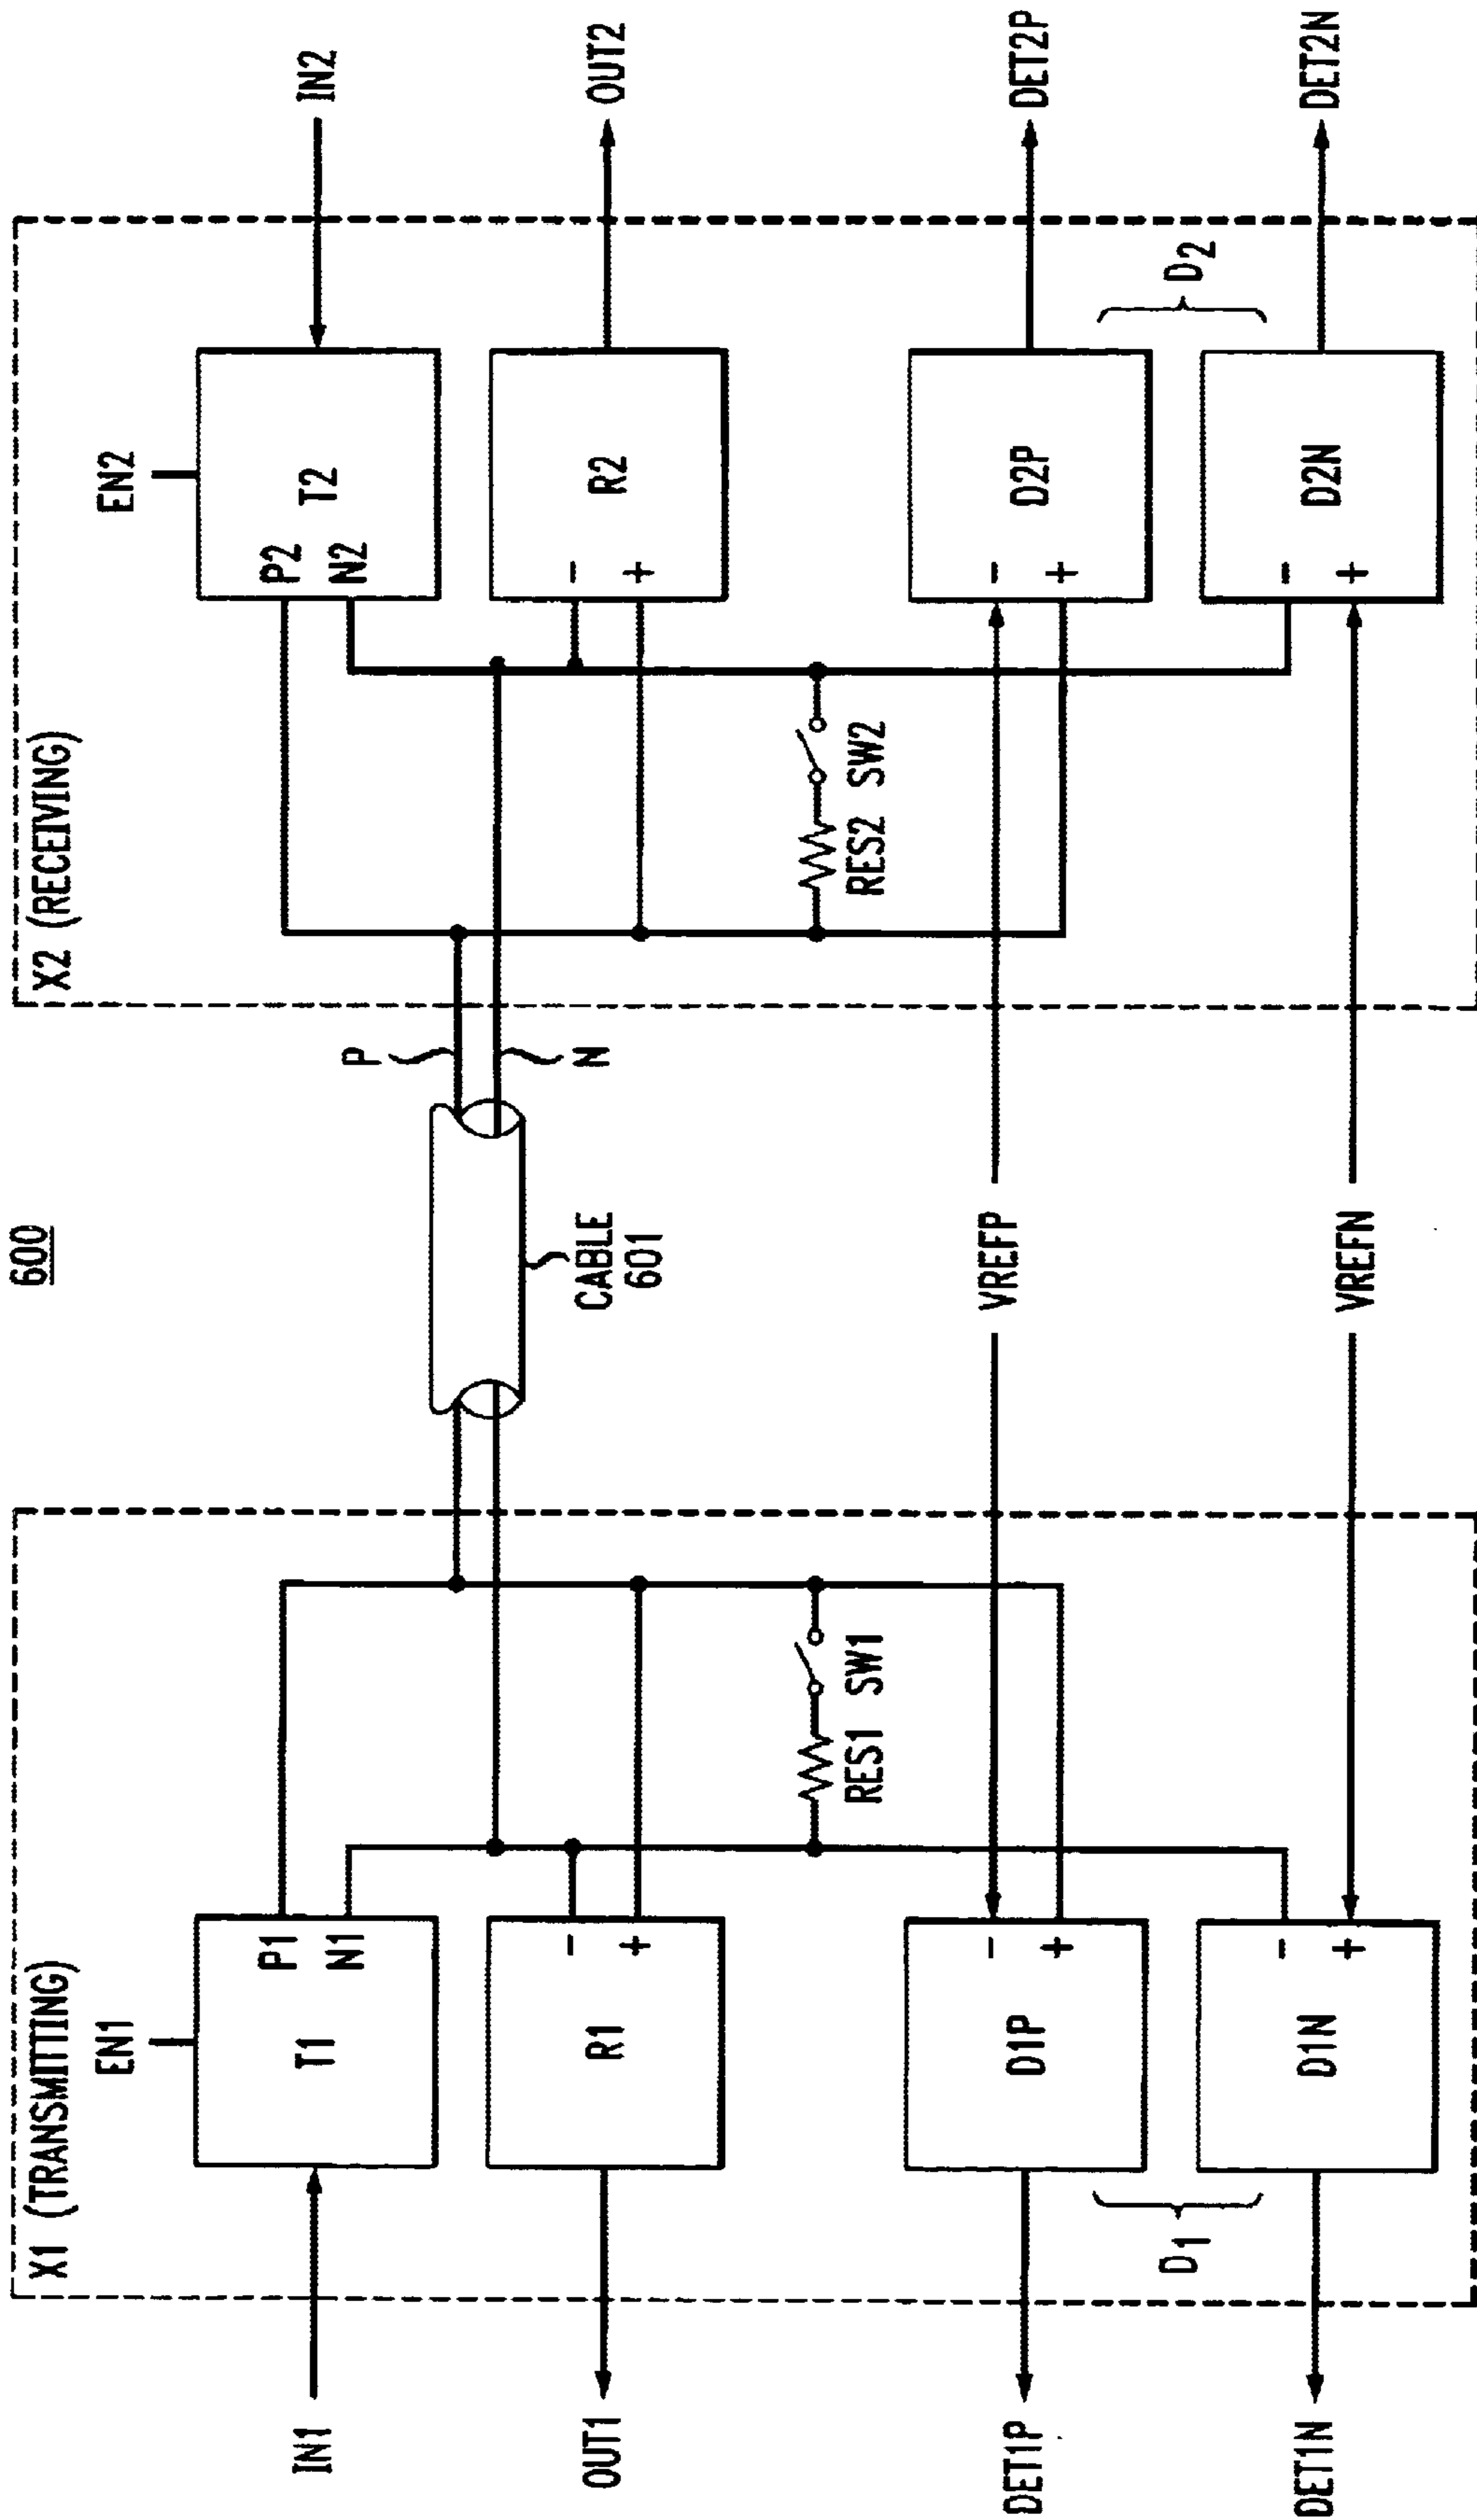 600
X1 (TRANSMITTING)
X2 (RECEIVING)
EN1
EN2
IN1
T1
P1
N1
P
N
P2
N2
T2
IN2
OUT1
R1
-
+
CABLE
601
-
+
R2
OUT2
RES1 SW1
RES2 SW2
DET1P
D1P
-
+
VREFP
-
+
D2P
DET2P
D1
D2
DET1N
D1N
-
+
VREFN
-
+
D2N
DET2N